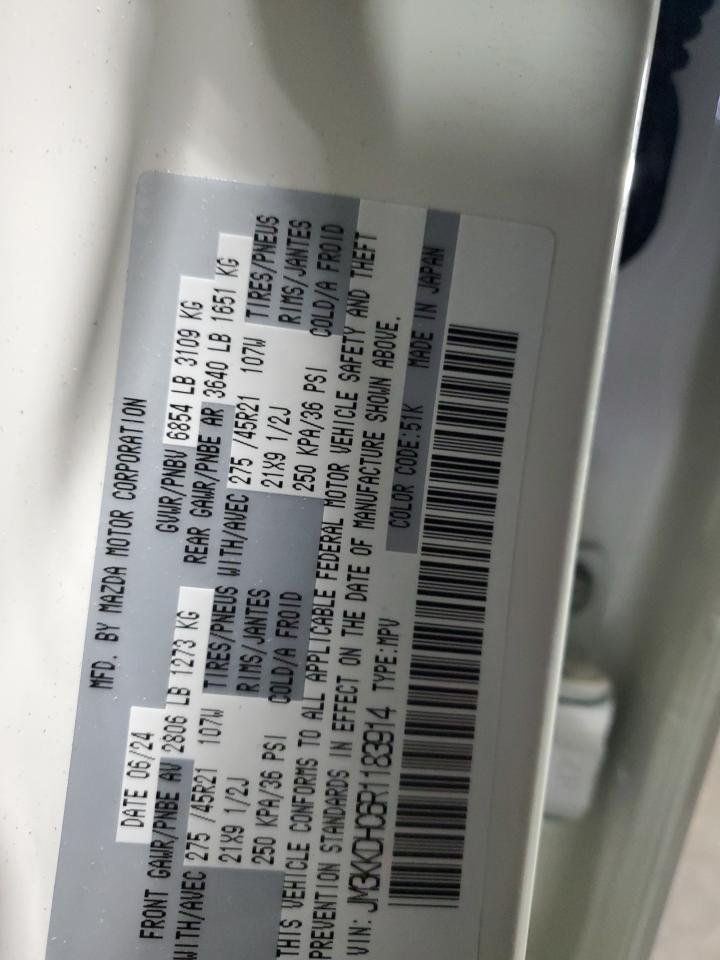 MFD. BY MAZDA MOTOR CORPORATION
DATE 06/24 GVWR/PNBV 6854 LB 3109 KG
FRONT GAWR/PNBE AV 2806 LB 1273 KG REAR GAWR/PNBE AR 3640 LB 1651 KG
WITH/AVEC 275 /45R21 107W TIRES/PNEUS WITH/AVEC 275 /45R21 107W TIRES/PNEUS
21X9 1/2J RIMS/JANTES 21X9 1/2J RIMS/JANTES
250 KPA/36 PSI COLD/A FROID 250 KPA/36 PSI COLD/A FROID
THIS VEHICLE CONFORMS TO ALL APPLICABLE FEDERAL MOTOR VEHICLE SAFETY AND THEFT
PREVENTION STANDARDS IN EFFECT ON THE DATE OF MANUFACTURE SHOWN ABOVE.
VIN: JM3KKDHC6R1183914 TYPE:MPV COLOR CODE:51K MADE IN JAPAN